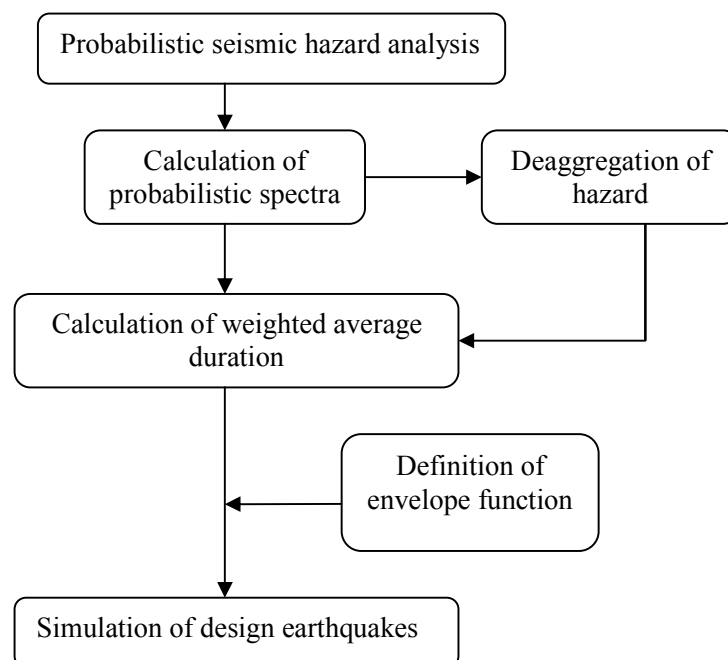 Probabilistic seismic hazard analysis
Calculation of
probabilistic spectra
Deaggregation of
hazard
Calculation of weighted average
duration
Definition of
envelope function
Simulation of design earthquakes